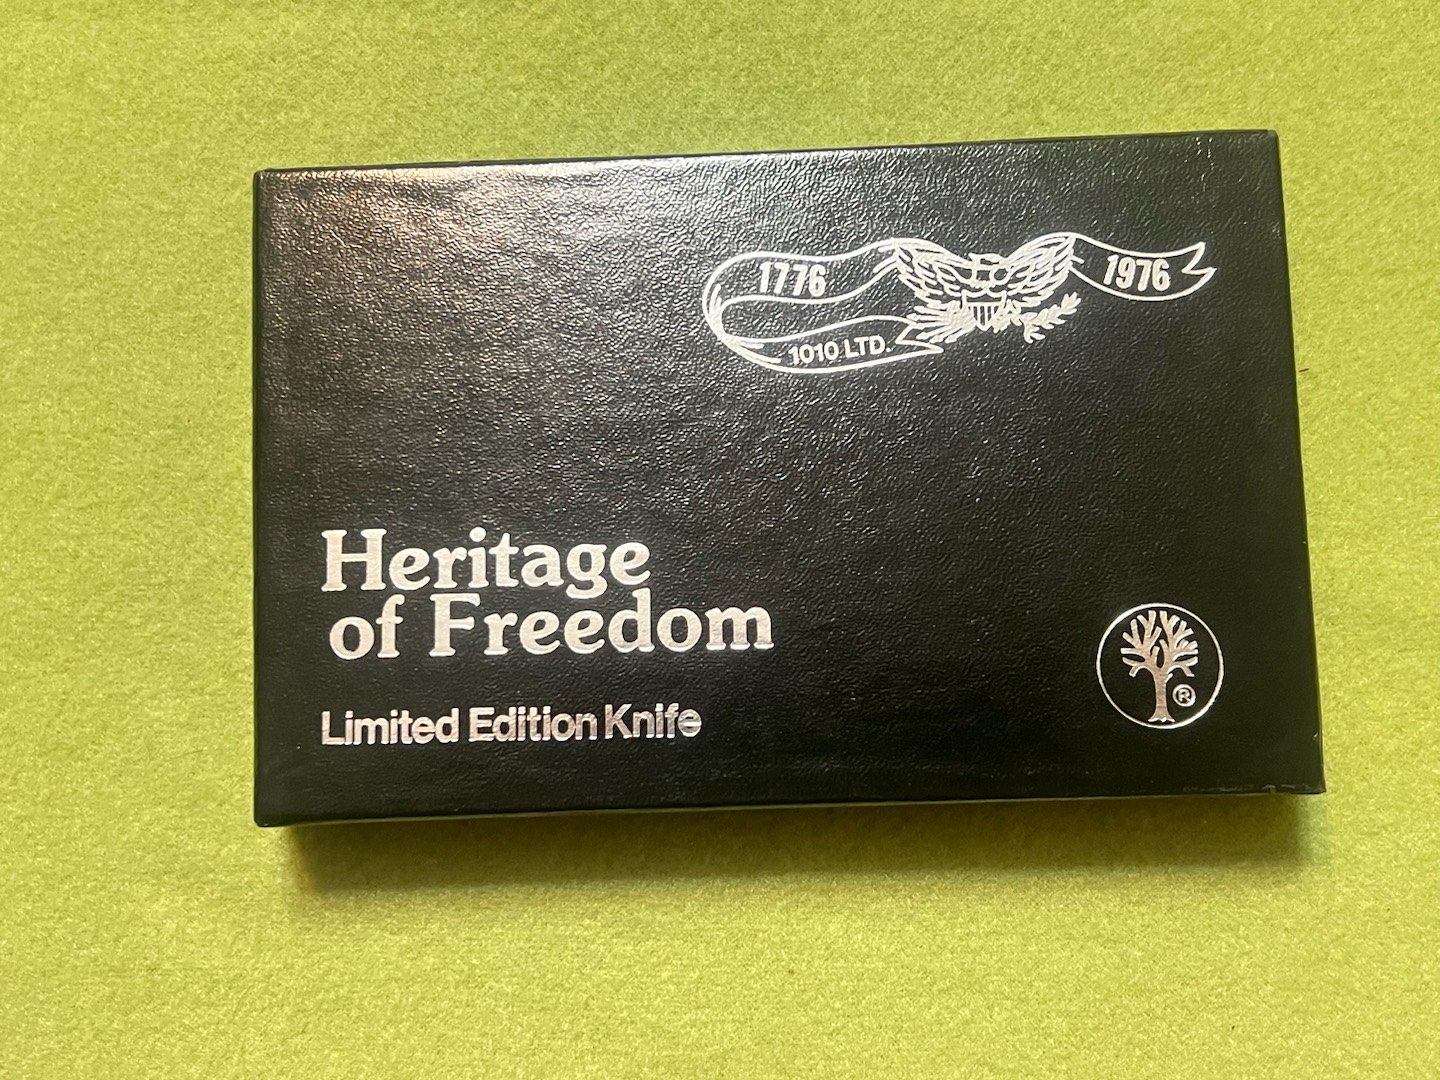 1776
1976
1010 LTD.
Heritage
of Freedom
Limited Edition Knife
®